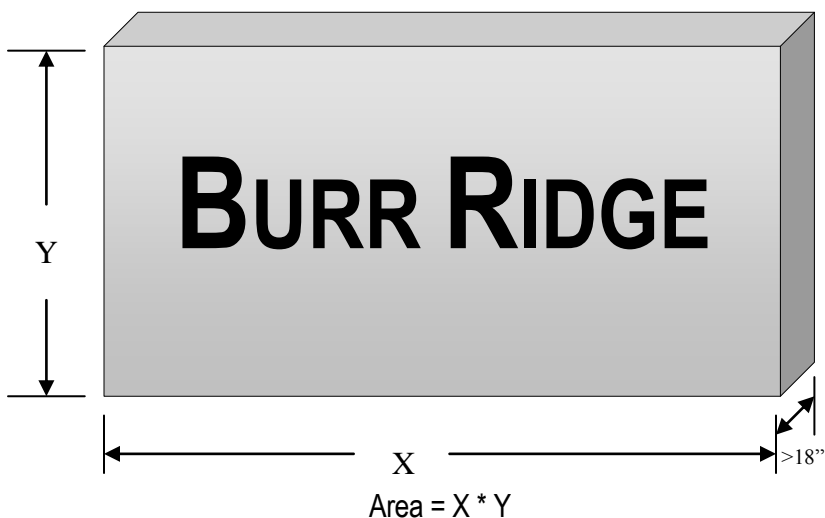 BURR RIDGE
Y
X
>18”
Area = X * Y